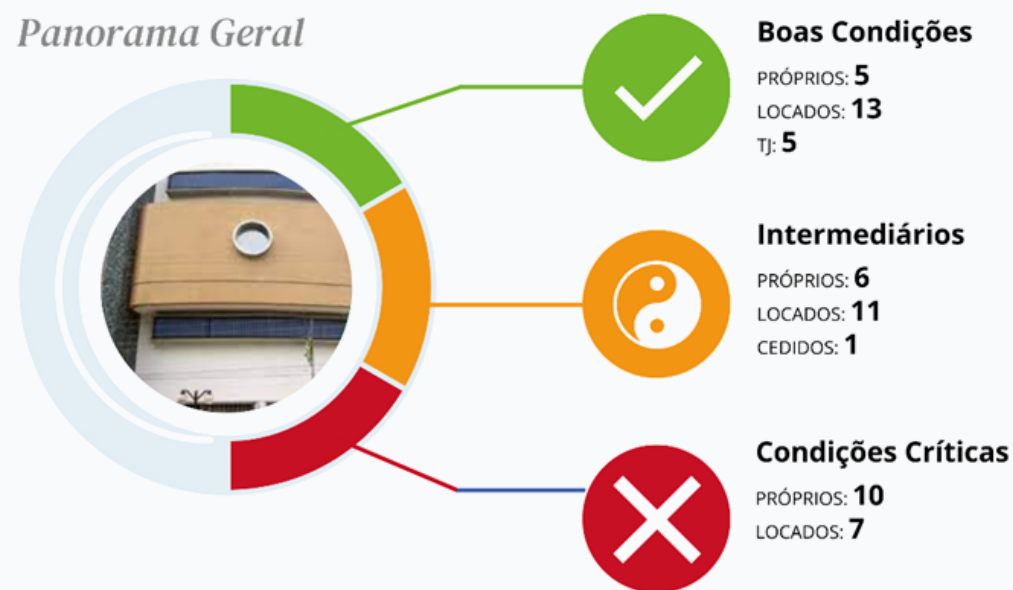 Panorama Geral
Boas Condições
PRÓPRIOS: 5
LOCADOS: 13
TJ: 5
Intermediários
PRÓPRIOS: 6
LOCADOS: 11
CEDIDOS: 1
Condições Críticas
PRÓPRIOS: 10
LOCADOS: 7